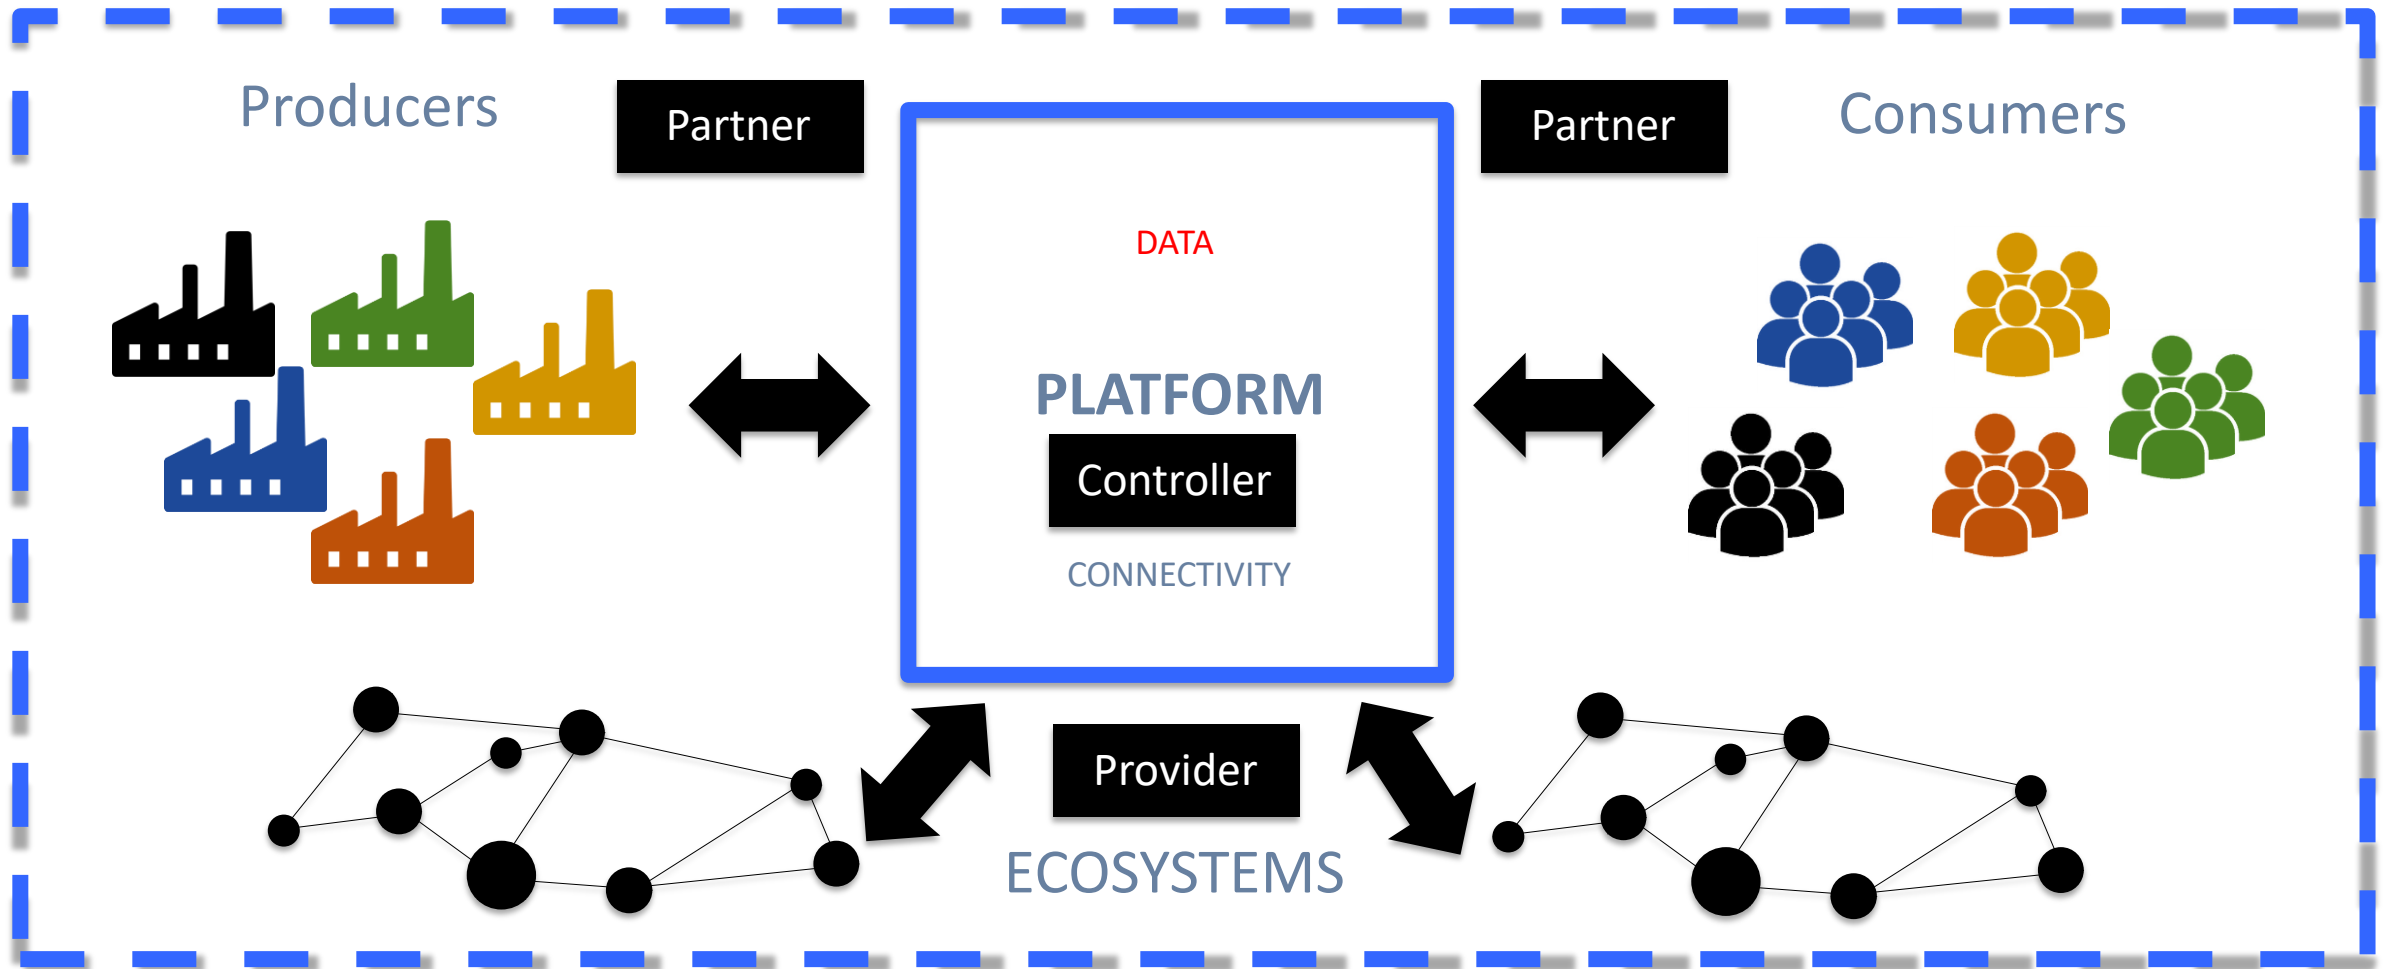 Producers
Partner
Partner
Consumers
DATA
PLATFORM
Controller
CONNECTIVITY
Provider
ECOSYSTEMS